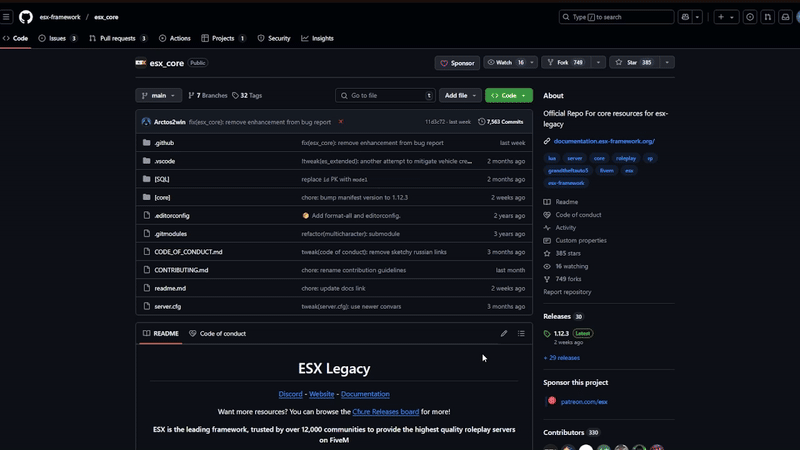 esx-framework / esx_core
Type / to search
Code Issues 3 Pull requests 3 Actions Projects 1 Security Insights
esx_core Public
Sponsor Watch 16 Fork 749 Star 385
main 7 Branches 32 Tags Go to file t Add file Code
Arctos2win fix(esx_core): remove enhancement from bug report 11d3c72 · last week 7,563 Commits
.github fix(esx_core): remove enhancement from bug report last week
.vscode !tweak(es_extended): another attempt to mitigate vehicle cre... 2 months ago
[SQL] replace id PK with model 2 months ago
[core] chore: bump manifest version to 1.12.3 2 weeks ago
.editorconfig Add format-all and editorconfig. 2 years ago
.gitmodules refactor(multicharacter): submodule 3 years ago
CODE_OF_CONDUCT.md tweak(code of conduct): remove sketchy russian links 3 months ago
CONTRIBUTING.md chore: rename contribution guidelines last month
readme.md chore: update docs link 2 weeks ago
server.cfg tweak(server.cfg): use newer convars 3 months ago
README Code of conduct
ESX Legacy
Discord - Website - Documentation
Want more resources? You can browse the Cfx.re Releases board for more!
ESX is the leading framework, trusted by over 12,000 communities to provide the highest quality roleplay servers
on FiveM
About
Official Repo For core resources for esx-
legacy
documentation.esx-framework.org/
lua server core roleplay rp
grandtheftauto5 fivem esx
esx-framework
Readme
Code of conduct
Activity
Custom properties
385 stars
16 watching
749 forks
Report repository
Releases 30
1.12.3 Latest
2 weeks ago
+ 29 releases
Sponsor this project
patreon.com/esx
Contributors 330